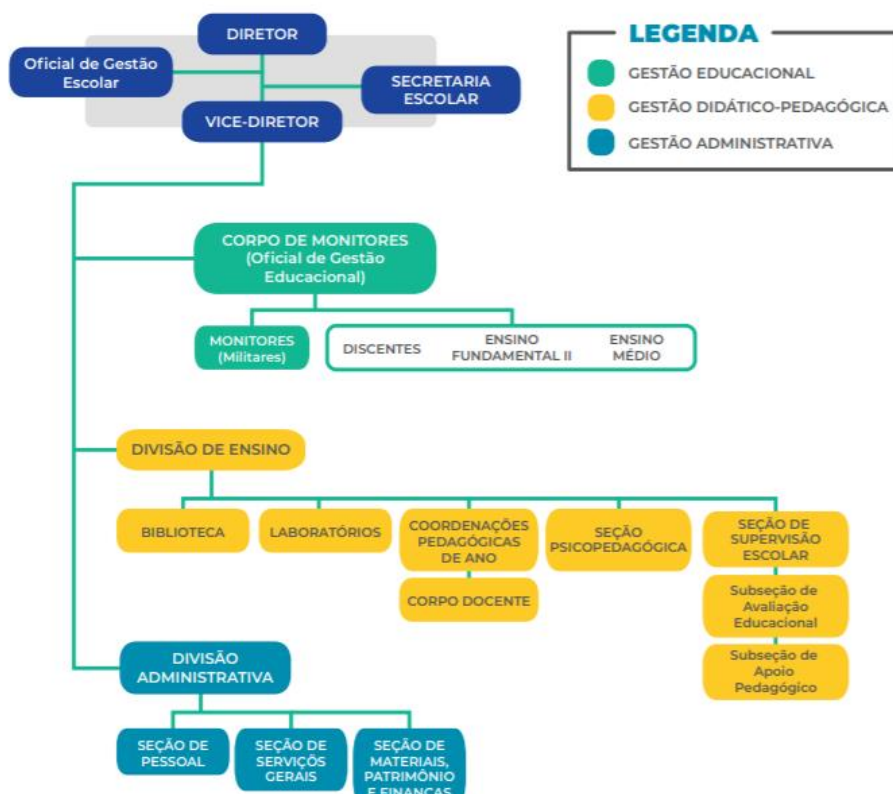 DIRETOR
Oficial de Gestão
Escolar
SECRETARIA
ESCOLAR
VICE-DIRETOR
LEGENDA
GESTÃO EDUCACIONAL
GESTÃO DIDÁTICO-PEDAGÓGICA
GESTÃO ADMINISTRATIVA
CORPO DE MONITORES
(Oficial de Gestão
Educacional)
MONITORES
(Militares)
DISCENTES
ENSINO
FUNDAMENTAL II
ENSINO
MÉDIO
DIVISÃO DE ENSINO
BIBLIOTECA
LABORATÓRIOS
COORDENAÇÕES
PEDAGÓGICAS
DE ANO
CORPO DOCENTE
SEÇÃO
PSICOPEDAGÓGICA
SEÇÃO DE
SUPERVISÃO
ESCOLAR
Subseção de
Avaliação
Educacional
Subseção de
Apoio
Pedagógico
DIVISÃO
ADMINISTRATIVA
SEÇÃO DE
PESSOAL
SEÇÃO DE
SERVIÇÕS
GERAIS
SEÇÃO DE
MATERIAIS,
PATRIMÔNIO
E FINANÇAS